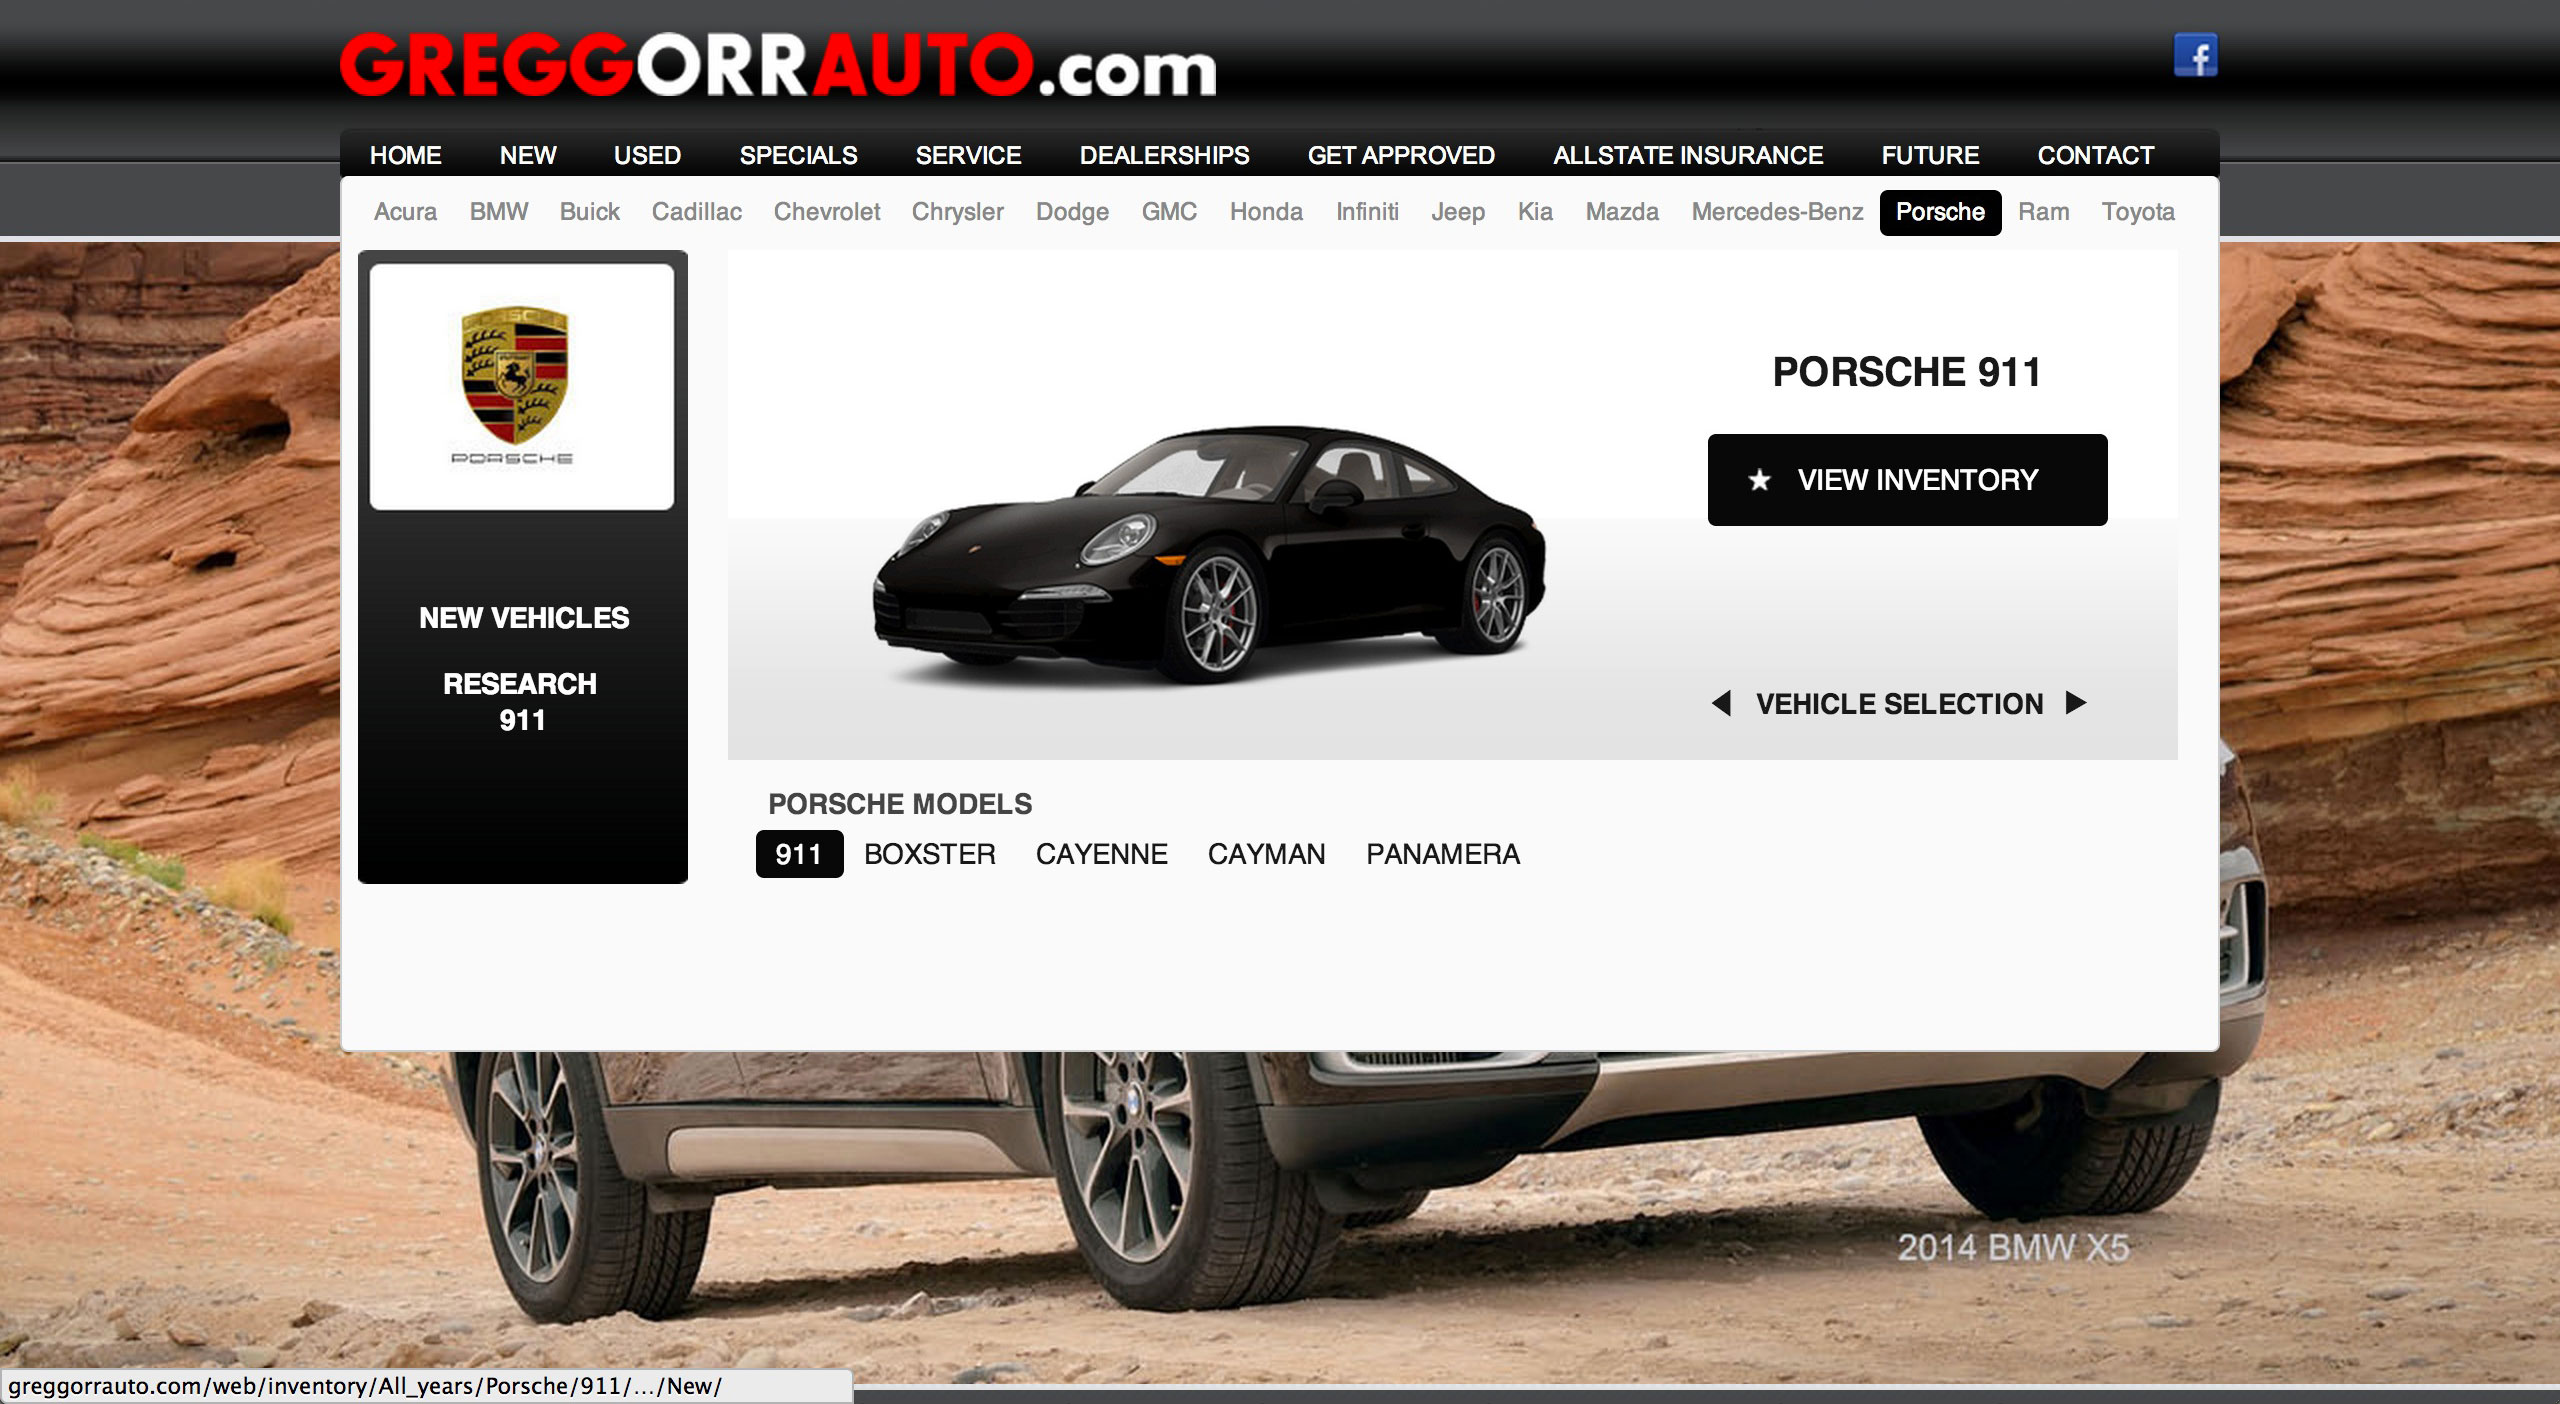 GREGGORRAUTO.com
HOME NEW USED SPECIALS SERVICE DEALERSHIPS GET APPROVED ALLSTATE INSURANCE FUTURE CONTACT
Acura BMW Buick Cadillac Chevrolet Chrysler Dodge GMC Honda Infiniti Jeep Kia Mazda Mercedes-Benz Porsche Ram Toyota
PORSCHE
PORSCHE
NEW VEHICLES
RESEARCH
911
PORSCHE 911
★ VIEW INVENTORY
◀ VEHICLE SELECTION ▶
PORSCHE MODELS
911 BOXSTER CAYENNE CAYMAN PANAMERA
2014 BMW X5
greggorrauto.com/web/inventory/All_years/Porsche/911/.../New/